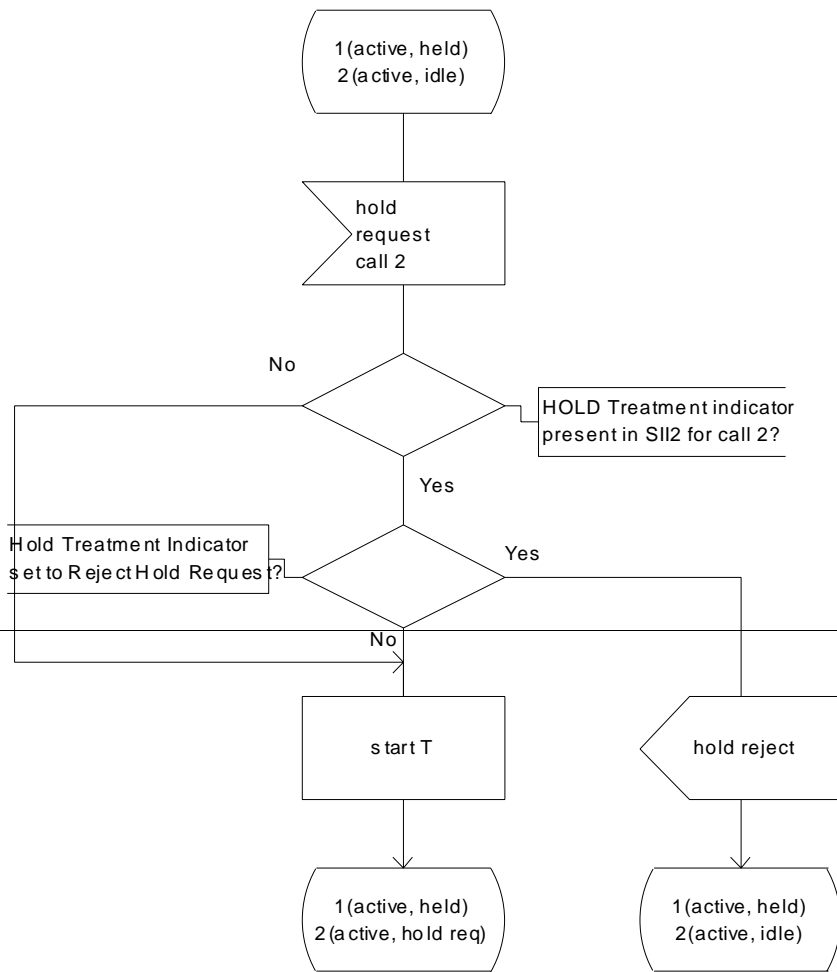 1(active, held)
2(active, idle)
hold
request
call 2
No
HOLD Treatment indicator
present in SII2 for call 2?
Yes
Hold Treatment Indicator
set to Reject Hold Request?
Yes
No
start T
hold reject
1(active, held)
2(active, hold req)
1(active, held)
2(active, idle)